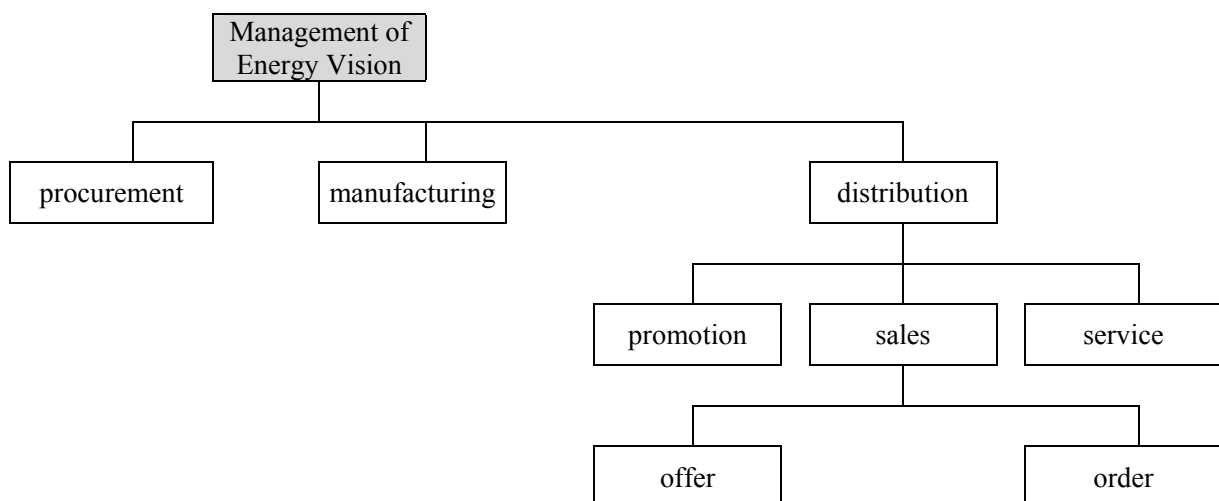 Management of
Energy Vision
procurement
manufacturing
distribution
promotion
sales
service
offer
order